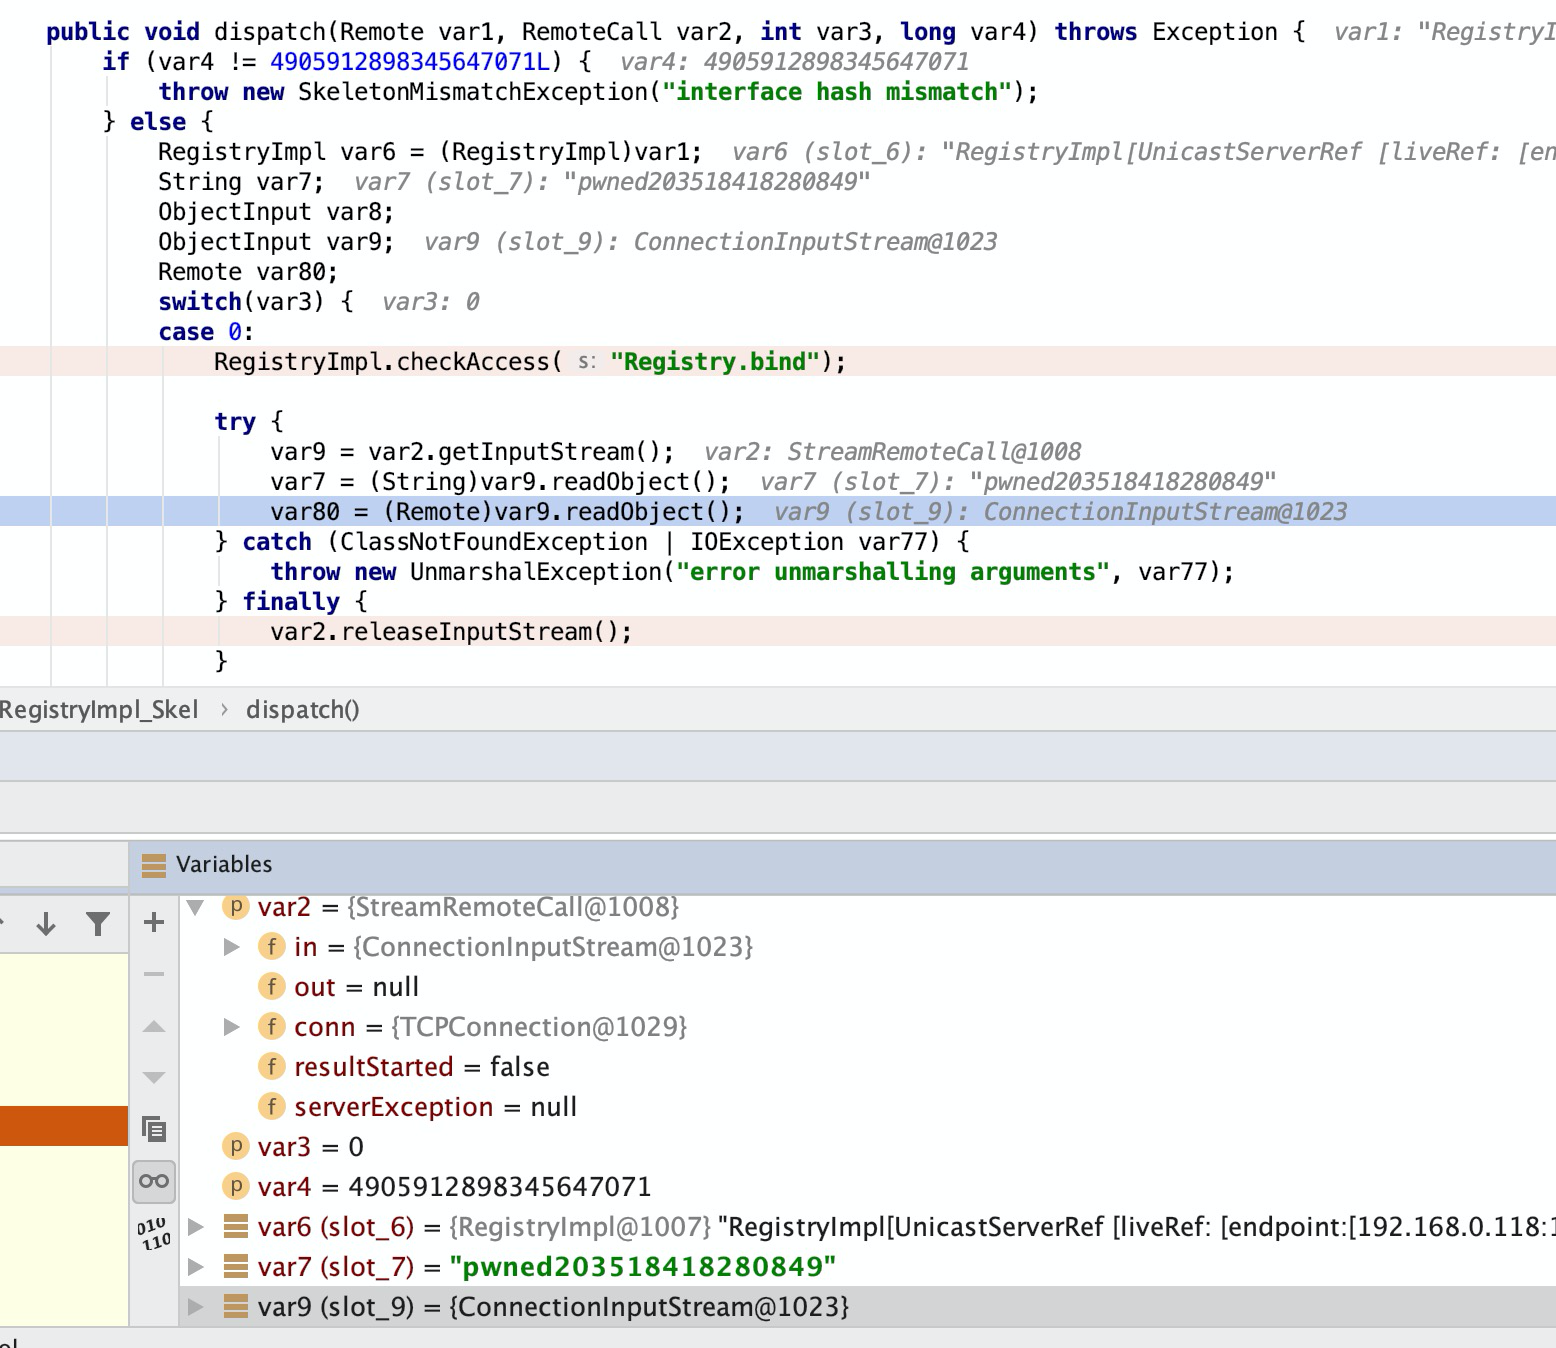 public void dispatch(Remote var1, RemoteCall var2, int var3, long var4) throws Exception {  var1: "RegistryI
if (var4 != 4905912898345647071L) {  var4: 4905912898345647071
throw new SkeletonMismatchException("interface hash mismatch");
} else {
RegistryImpl var6 = (RegistryImpl)var1;  var6 (slot_6): "RegistryImpl[UnicastServerRef [liveRef: [en
String var7;  var7 (slot_7): "pwned203518418280849"
ObjectInput var8;
ObjectInput var9;  var9 (slot_9): ConnectionInputStream@1023
Remote var80;
switch(var3) {  var3: 0
case 0:
RegistryImpl.checkAccess( s: "Registry.bind");
try {
var9 = var2.getInputStream();  var2: StreamRemoteCall@1008
var7 = (String)var9.readObject();  var7 (slot_7): "pwned203518418280849"
var80 = (Remote)var9.readObject();  var9 (slot_9): ConnectionInputStream@1023
} catch (ClassNotFoundException | IOException var77) {
throw new UnmarshalException("error unmarshalling arguments", var77);
} finally {
var2.releaseInputStream();
}
RegistryImpl_Skel › dispatch()
Variables
p var2 = {StreamRemoteCall@1008}
f in = {ConnectionInputStream@1023}
f out = null
f conn = {TCPConnection@1029}
f resultStarted = false
f serverException = null
p var3 = 0
p var4 = 4905912898345647071
var6 (slot_6) = {RegistryImpl@1007} "RegistryImpl[UnicastServerRef [liveRef: [endpoint:[192.168.0.118:1
var7 (slot_7) = "pwned203518418280849"
var9 (slot_9) = {ConnectionInputStream@1023}